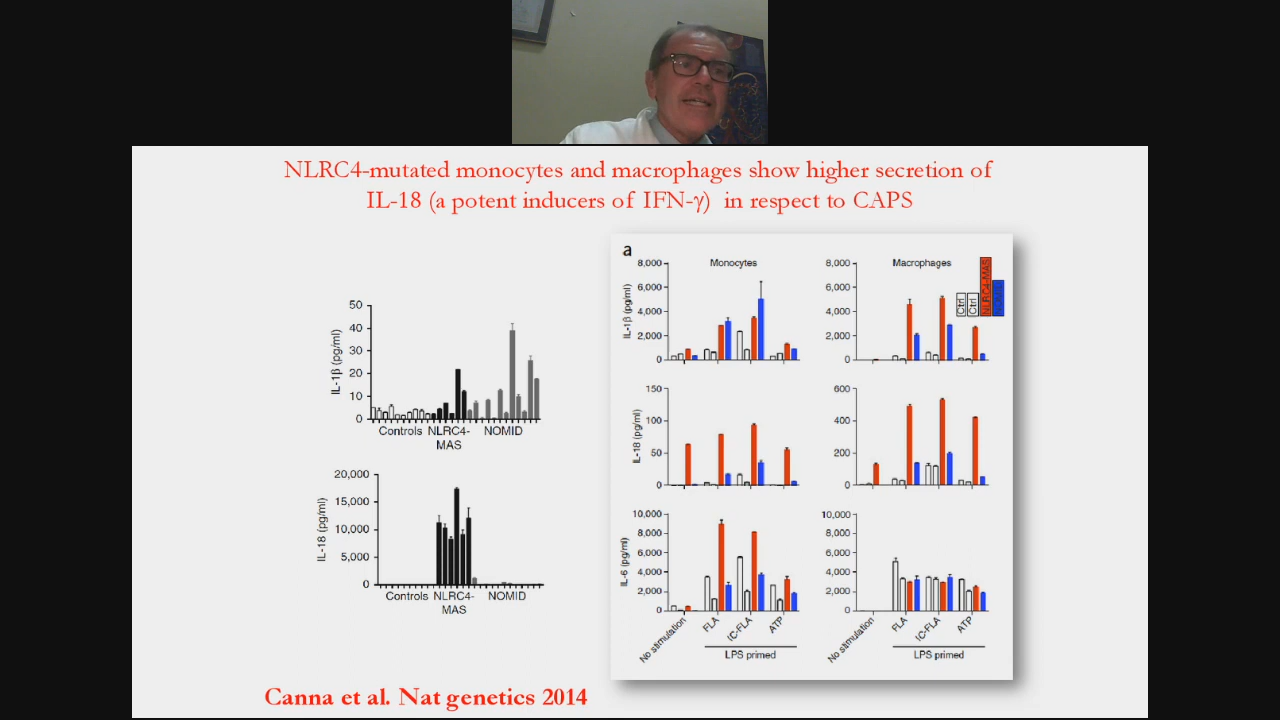 NLRC4-mutated monocytes and macrophages show higher secretion of
IL-18 (a potent inducers of IFN-γ) in respect to CAPS
50
40
30
20
10
0
IL-1β (pg/ml)
Controls NLRC4- NOMID
MAS
20,000
15,000
10,000
5,000
0
IL-18 (pg/ml)
Controls NLRC4- NOMID
MAS
a
Monocytes
8,000
6,000
4,000
2,000
0
IL-1β (pg/ml)
Macrophages
8,000
6,000
4,000
2,000
0
Ctrl
Ctrl
NLRC4-MAS
NOMID
150
100
50
0
IL-18 (pg/ml)
600
400
200
0
10,000
8,000
6,000
4,000
2,000
0
IL-6 (pg/ml)
No stimulation
FLA
IC-FLA
ATP
LPS primed
10,000
8,000
6,000
4,000
2,000
0
No stimulation
FLA
IC-FLA
ATP
LPS primed
Canna et al. Nat genetics 2014